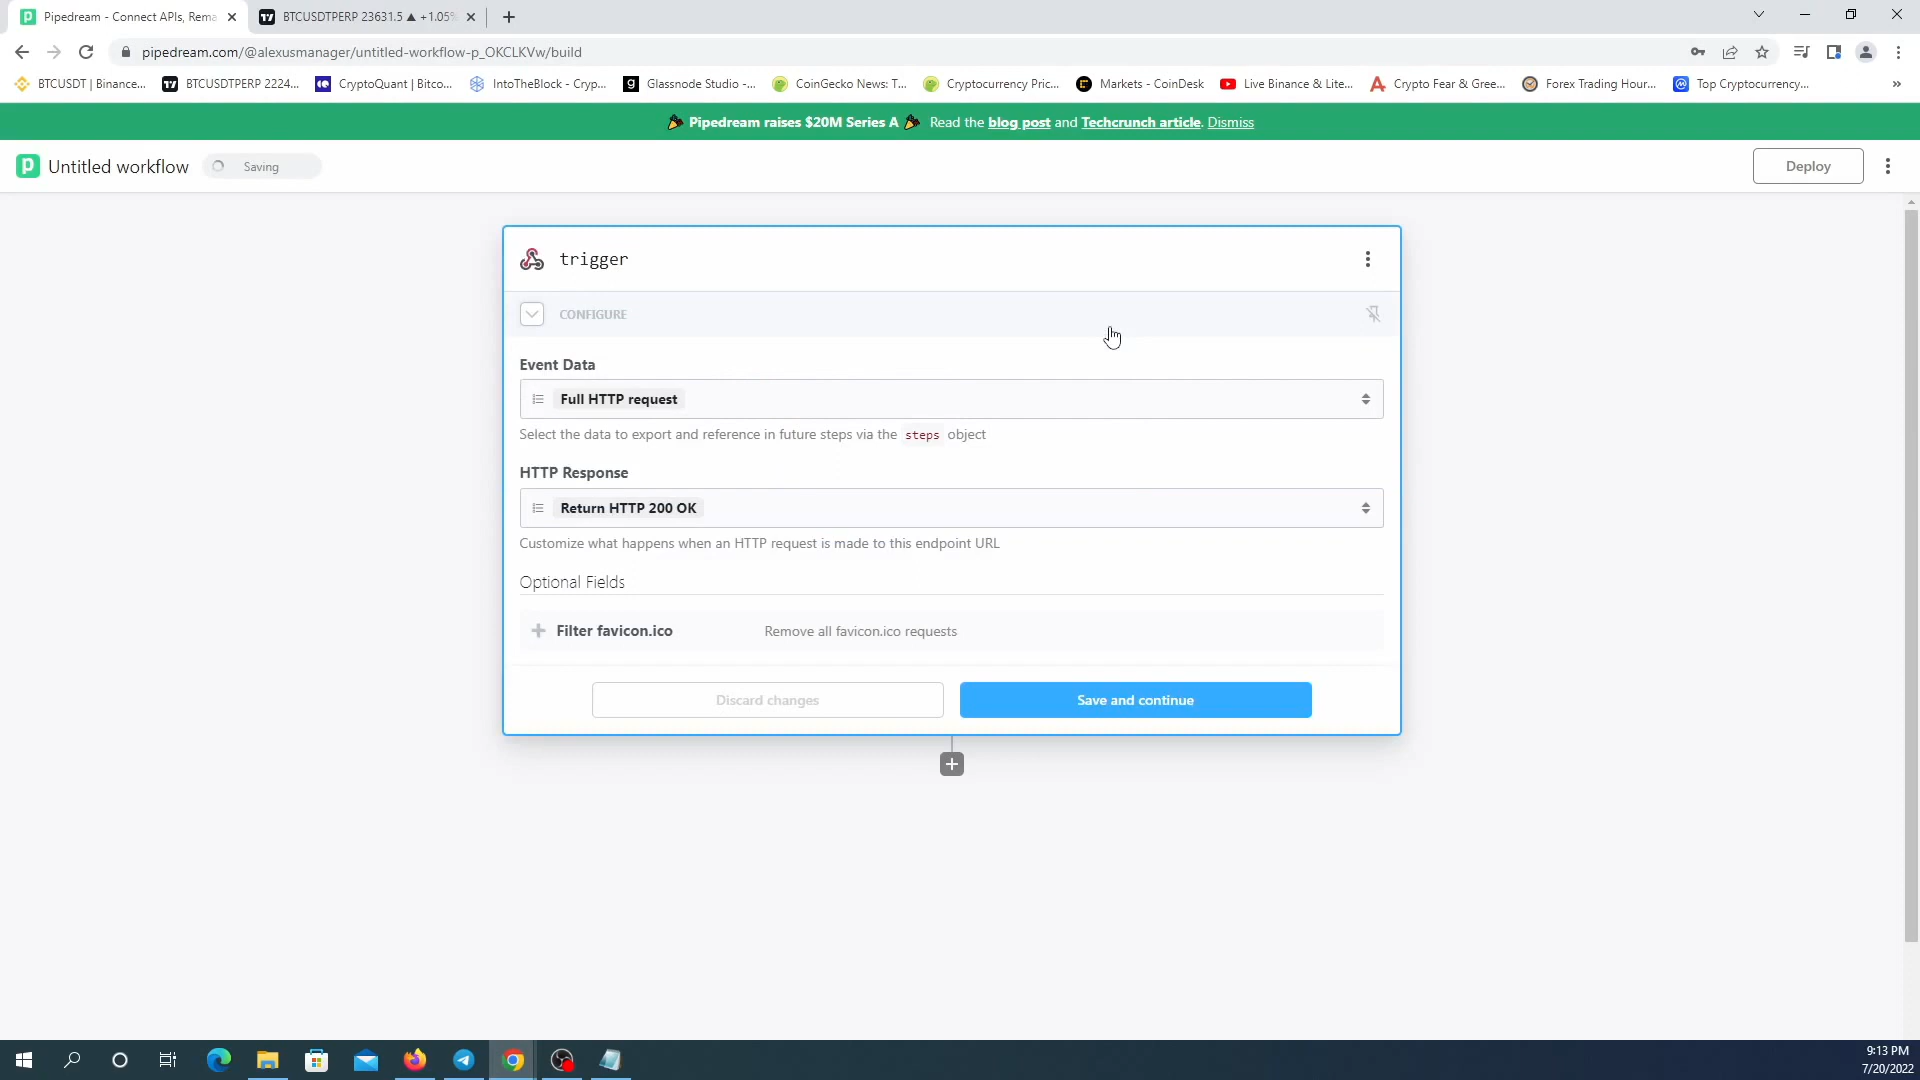 Pipedream - Connect APIs, Rema
BTCUSDTPERP 23631.5 ▲ +1.05%
pipedream.com/@alexusmanager/untitled-workflow-p_OKCLKVw/build
BTCUSDT | Binance...
BTCUSDTPERP 2224...
CryptoQuant | Bitco...
IntoTheBlock - Cryp...
Glassnode Studio -...
CoinGecko News: T...
Cryptocurrency Pric...
Markets - CoinDesk
Live Binance & Lite...
Crypto Fear & Gree...
Forex Trading Hour...
Top Cryptocurrency...
Pipedream raises $20M Series A Read the blog post and Techcrunch article. Dismiss
Untitled workflow
Saving
Deploy
trigger
CONFIGURE
Event Data
Full HTTP request
Select the data to export and reference in future steps via the steps object
HTTP Response
Return HTTP 200 OK
Customize what happens when an HTTP request is made to this endpoint URL
Optional Fields
Filter favicon.ico
Remove all favicon.ico requests
Discard changes
Save and continue
9:13 PM
7/20/2022